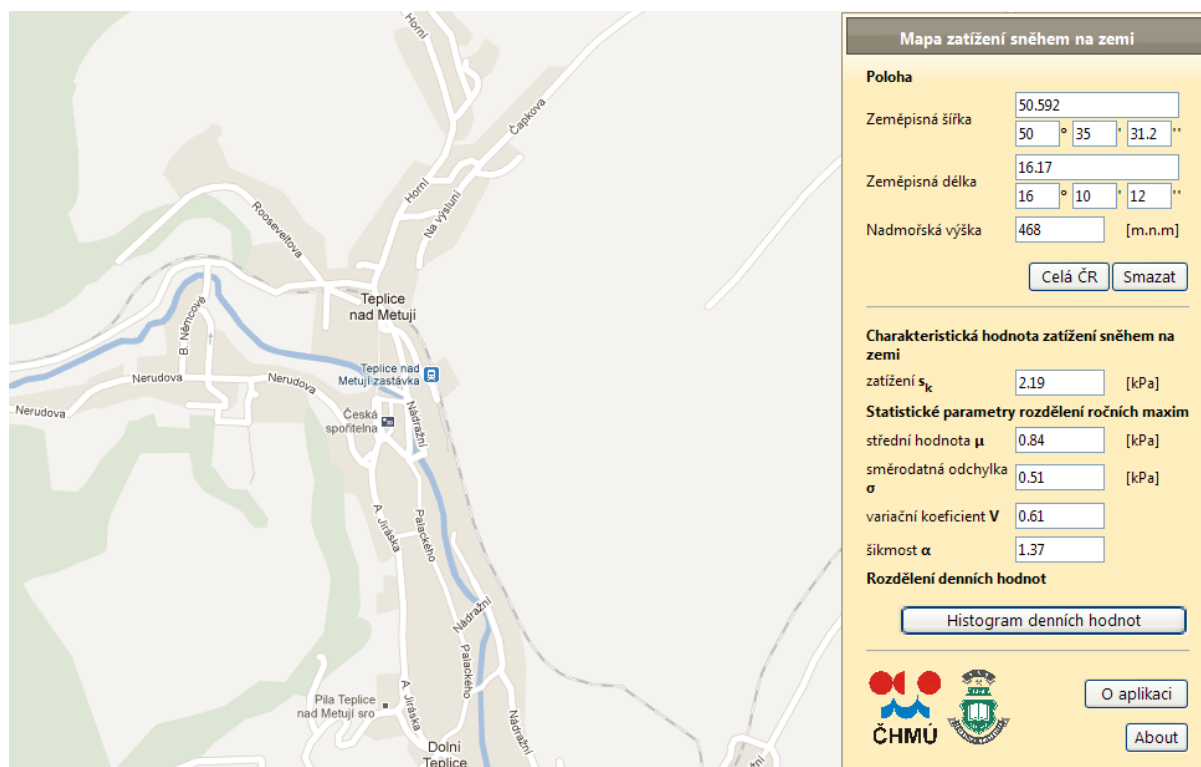 Horní
Čapkova
Horní
Na výsluní
Rooseveltova
B. Němcové
Teplice
nad Metují
Teplice nad
Metují zastávka
Nerudova
Nerudova
Nerudova
Česká
spořitelna
Nádražní
A. Jiráska
Palackého
Nádražní
Palackého
A. Jiráska
Nádražní
Pila Teplice
nad Metují sro
Dolní
Teplice
Mapa zatížení sněhem na zemi
Poloha
Zeměpisná šířka
50.592
50 ° 35 ' 31.2 ''
Zeměpisná délka
16.17
16 ° 10 ' 12 ''
Nadmořská výška 468 [m.n.m]
Celá ČR Smazat
Charakteristická hodnota zatížení sněhem na
zemi
zatížení sk 2.19 [kPa]
Statistické parametry rozdělení ročních maxim
střední hodnota μ 0.84 [kPa]
směrodatná odchylka
σ 0.51 [kPa]
variační koeficient V 0.61
šikmost α 1.37
Rozdělení denních hodnot
Histogram denních hodnot
ČHMÚ
O aplikaci
About